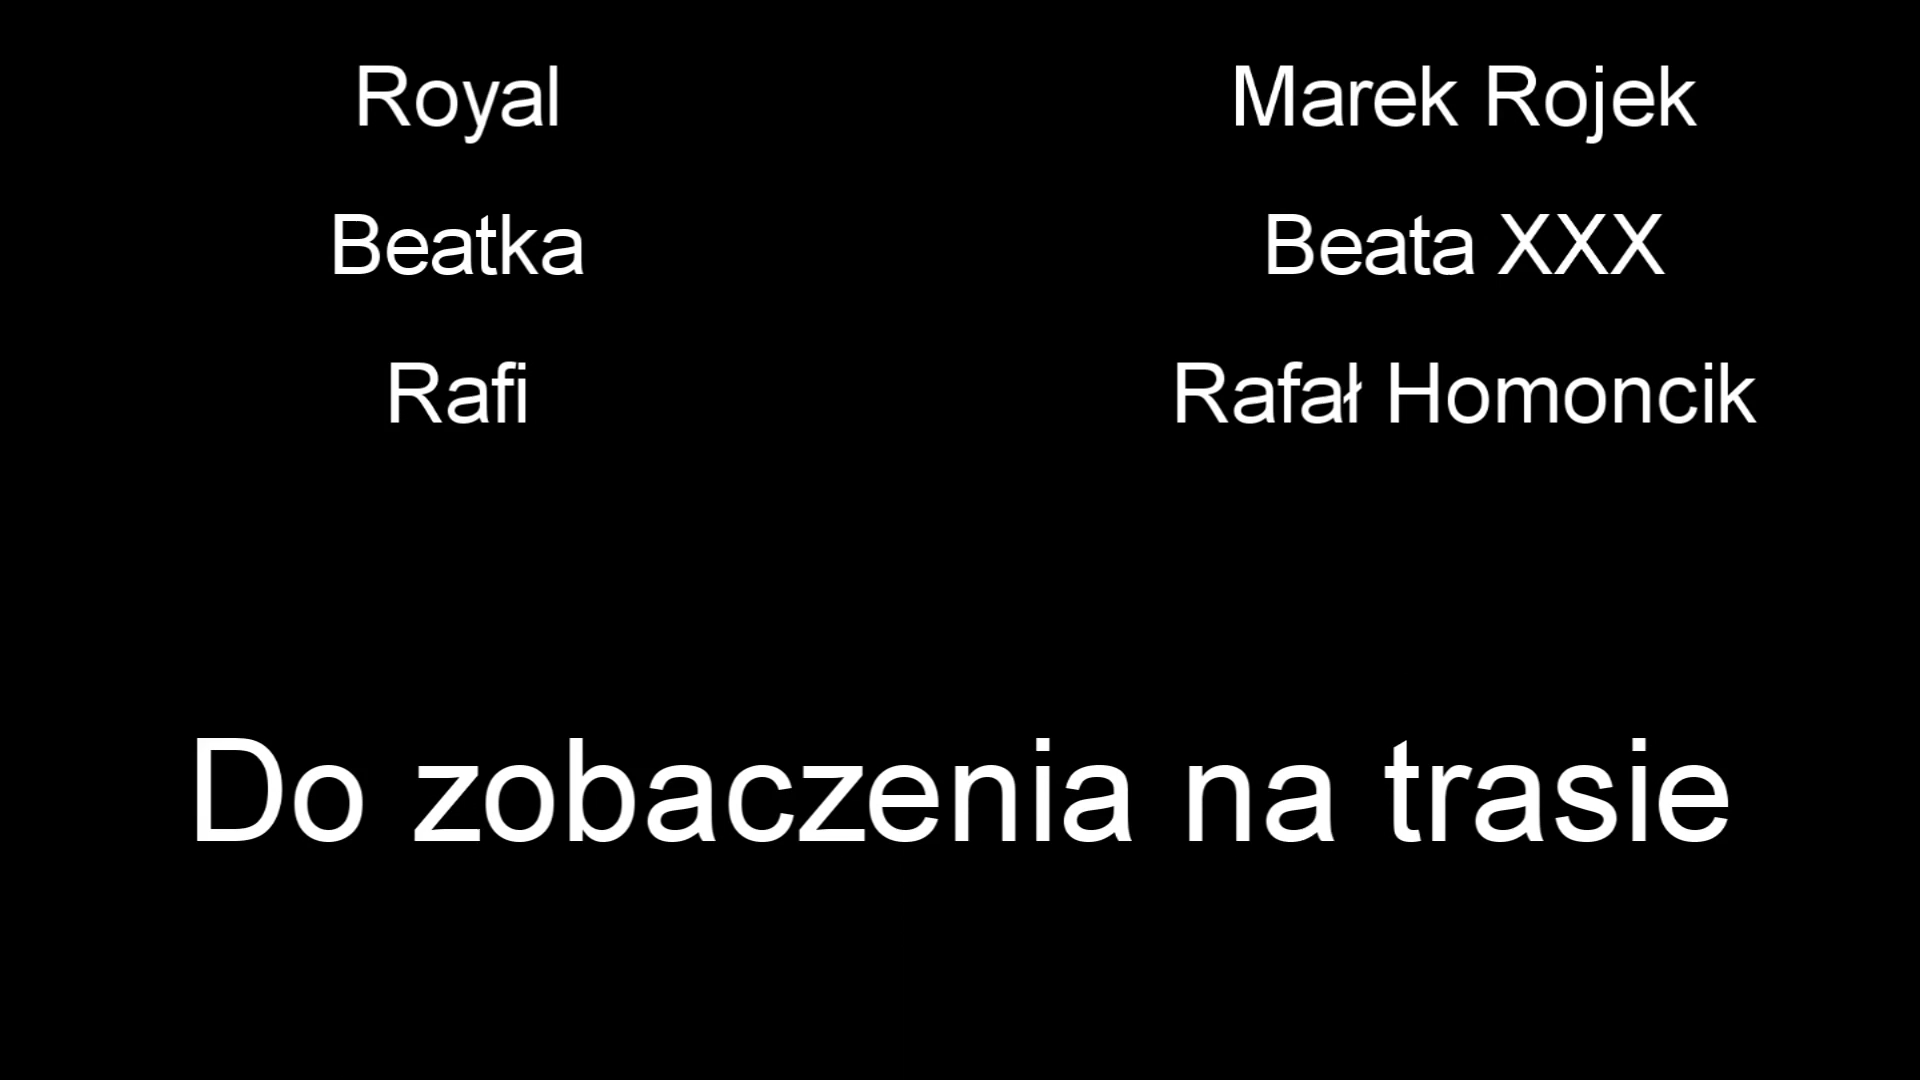 Royal Marek Rojek
Beatka Beata XXX
Rafi Rafał Homoncik
Do zobaczenia na trasie